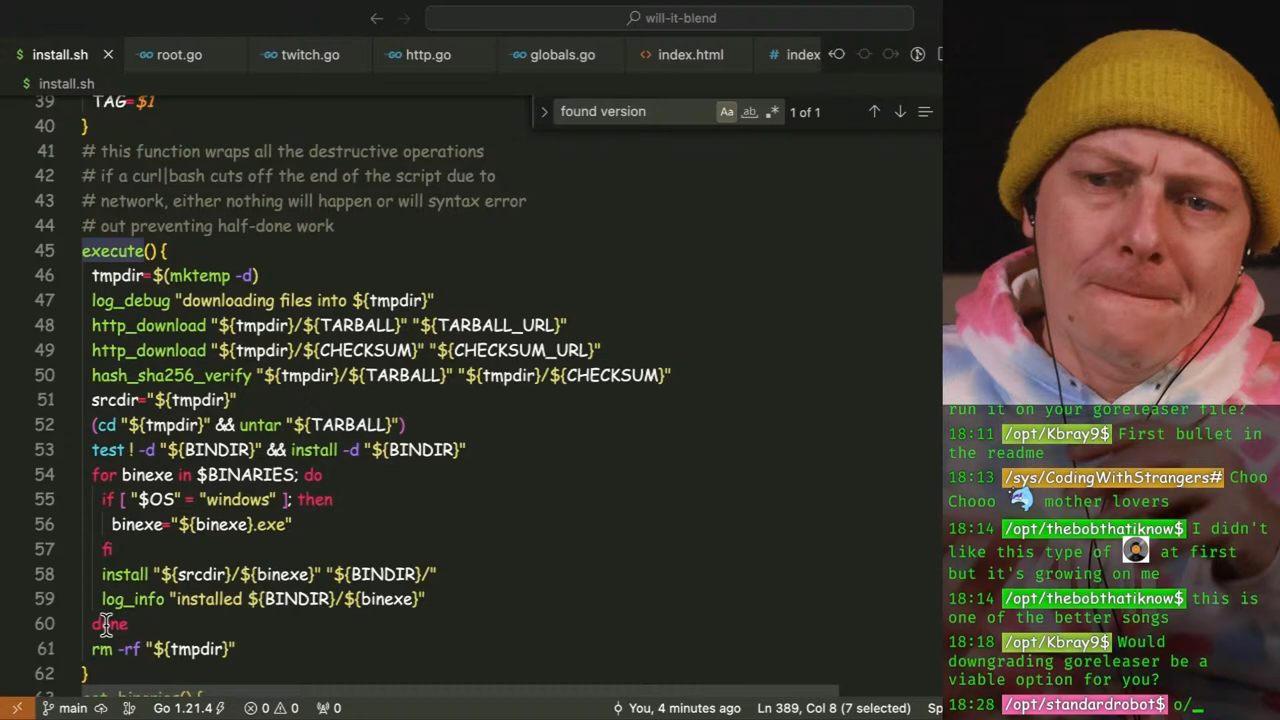 will-it-blend
install.sh
root.go
twitch.go
http.go
globals.go
index.html
# index
install.sh
found version
Aa
ab
.*
1 of 1
39 TAG=$1
40 }
41 # this function wraps all the destructive operations
42 # if a curl|bash cuts off the end of the script due to
43 # network, either nothing will happen or will syntax error
44 # out preventing half-done work
45 execute() {
46 tmpdir=$(mktemp -d)
47 log_debug "downloading files into ${tmpdir}"
48 http_download "${tmpdir}/${TARBALL}" "${TARBALL_URL}"
49 http_download "${tmpdir}/${CHECKSUM}" "${CHECKSUM_URL}"
50 hash_sha256_verify "${tmpdir}/${TARBALL}" "${tmpdir}/${CHECKSUM}"
51 srcdir="${tmpdir}"
52 (cd "${tmpdir}" && untar "${TARBALL}")
53 test ! -d "${BINDIR}" && install -d "${BINDIR}"
54 for binexe in $BINARIES; do
55 if [ "$OS" = "windows" ]; then
56 binexe="${binexe}.exe"
57 fi
58 install "${srcdir}/${binexe}" "${BINDIR}/"
59 log_info "installed ${BINDIR}/${binexe}"
60 done
61 rm -rf "${tmpdir}"
62 }
main
Go 1.21.4
0
0
0
You, 4 minutes ago
Ln 389, Col 8 (7 selected)
Sp
run it on your goreleaser file?
18:11 /opt/Kbray9$ First bullet in
the readme
18:13 /sys/CodingWithStrangers# Choo
Chooo mother lovers
18:14 /opt/thebobthatiknow$ I didn't
like this type of at first
but it's growing on me
18:14 /opt/thebobthatiknow$ this is
one of the better songs
18:18 /opt/Kbray9$ Would
downgrading goreleaser be a
viable option for you?
18:28 /opt/standardrobot$ o/_